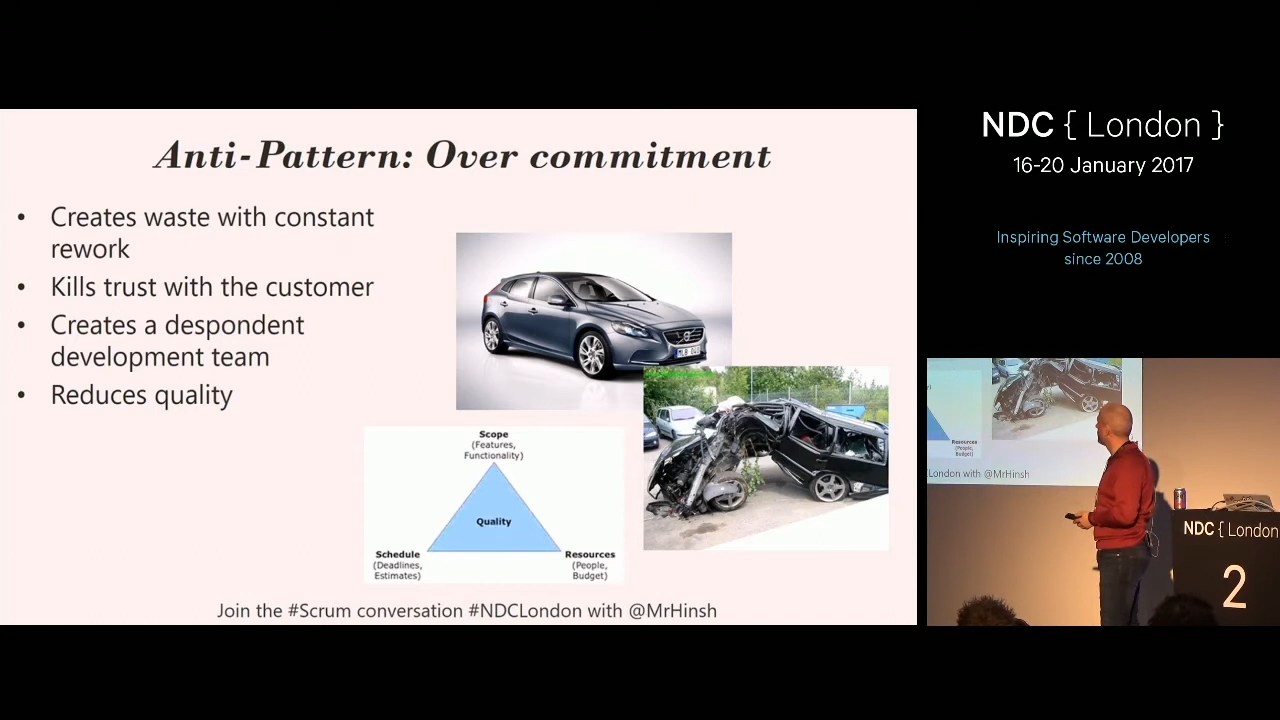 Anti-Pattern: Over commitment
• Creates waste with constant
rework
• Kills trust with the customer
• Creates a despondent
development team
• Reduces quality
Scope
(Features,
Functionality)
Quality
Schedule
(Deadlines,
Estimates)
Resources
(People,
Budget)
Join the #Scrum conversation #NDCLondon with @MrHinsh
NDC { London }
16-20 January 2017
Inspiring Software Developers
since 2008
Resources
(People,
Budget)
London with @MrHinsh
NDC { London
2